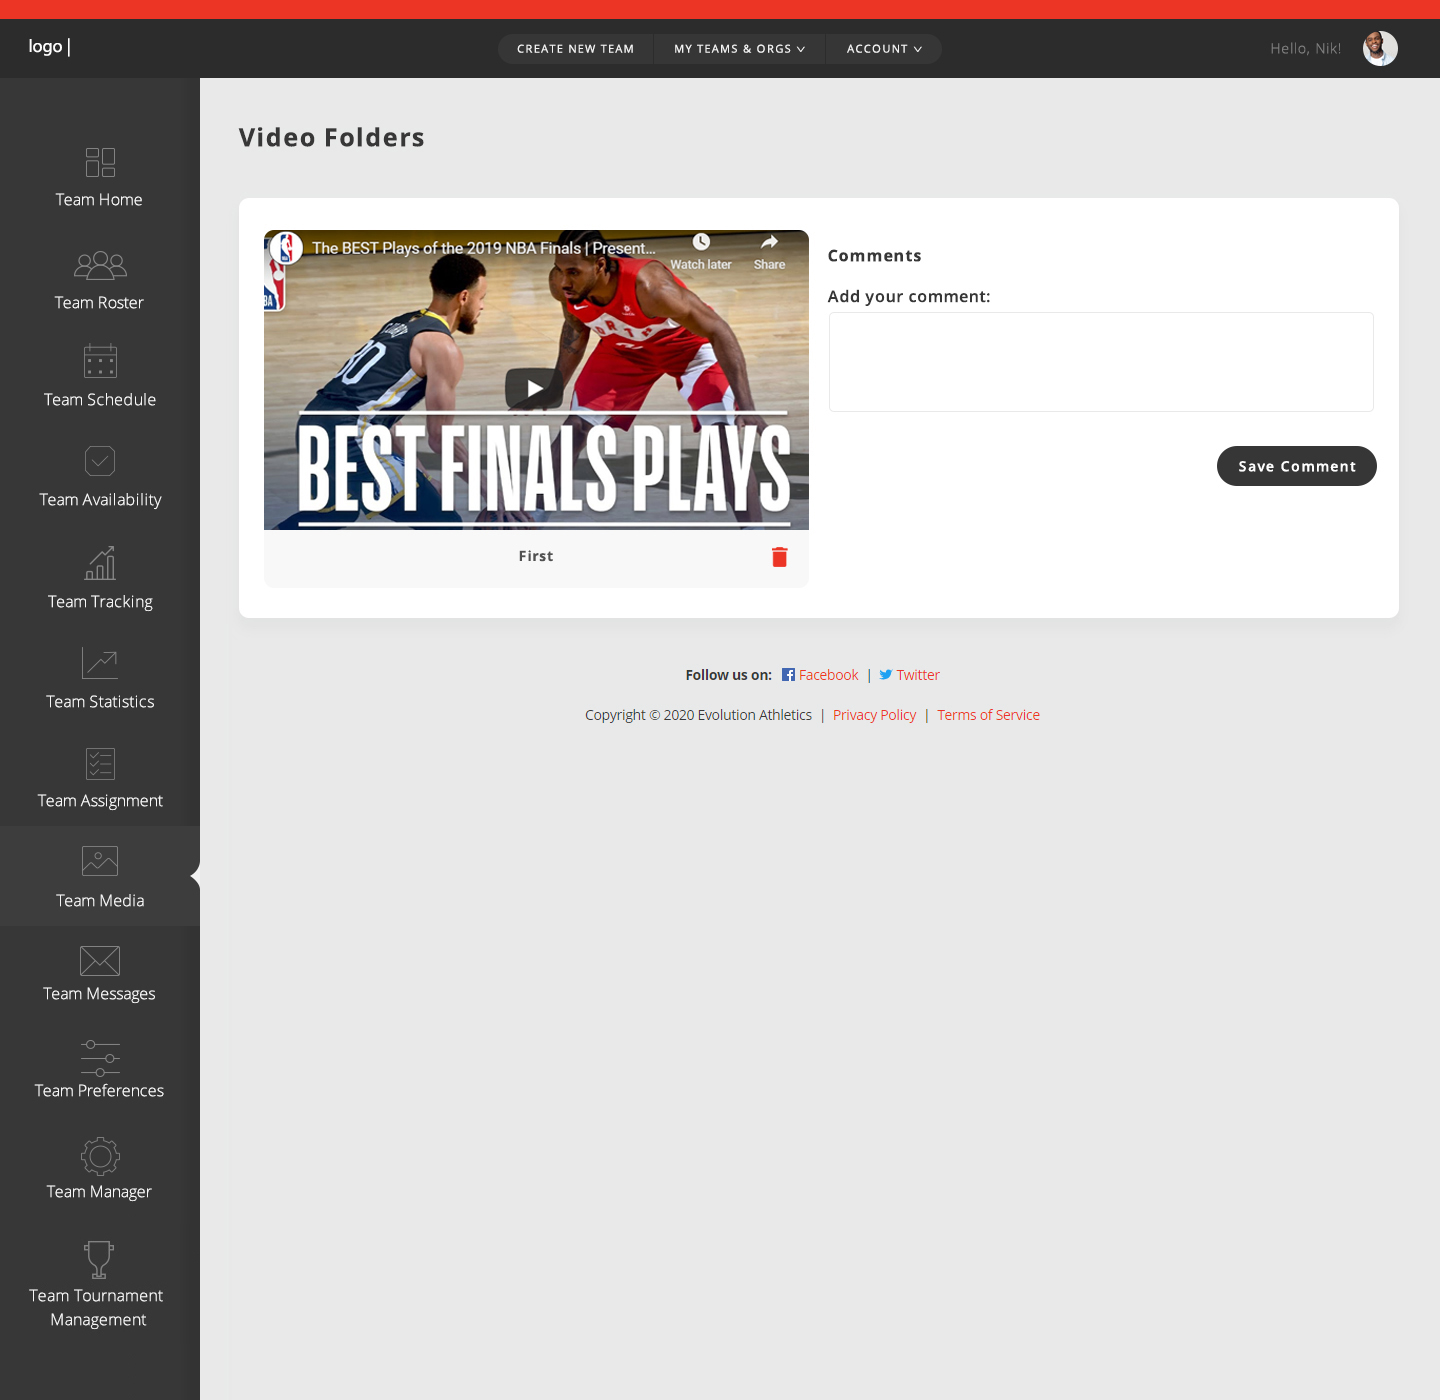 logo |
CREATE NEW TEAM
MY TEAMS & ORGS
ACCOUNT
Hello, Nik!
Team Home
Team Roster
Team Schedule
Team Availability
Team Tracking
Team Statistics
Team Assignment
Team Media
Team Messages
Team Preferences
Team Manager
Team Tournament
Management
Video Folders
The BEST Plays of the 2019 NBA Finals | Present...
Watch later
Share
BEST FINALS PLAYS
First
Comments
Add your comment:
Save Comment
Follow us on: Facebook | Twitter
Copyright © 2020 Evolution Athletics | Privacy Policy | Terms of Service